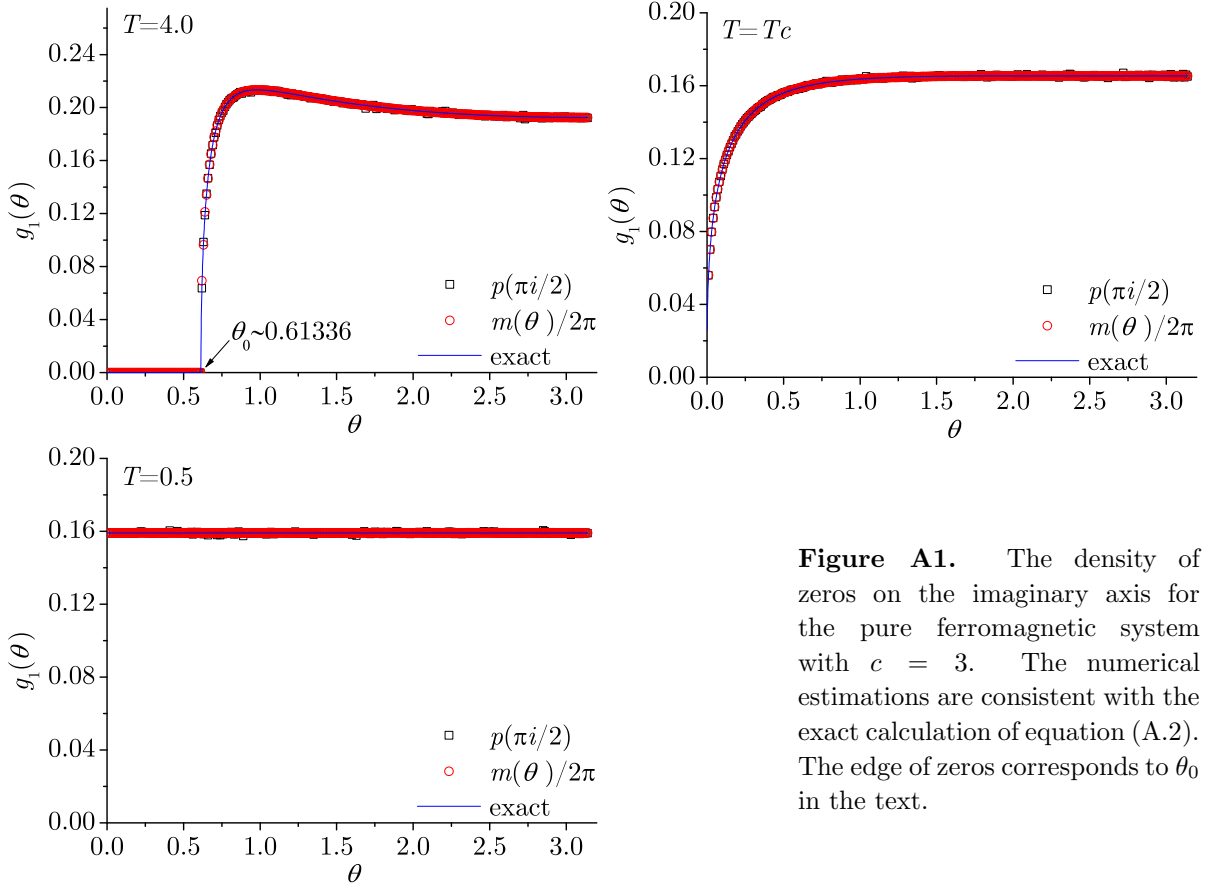 T=4.0
0.24
0.20
0.16
0.12
0.08
0.04
0.00
g₁(θ)
p(πi/2)
m(θ)/2π
exact
θ₀~0.61336
0.0 0.5 1.0 1.5 2.0 2.5 3.0
θ
T=Tc
0.20
0.16
0.12
0.08
0.04
0.00
g₁(θ)
p(πi/2)
m(θ)/2π
exact
0.0 0.5 1.0 1.5 2.0 2.5 3.0
θ
T=0.5
0.20
0.16
0.12
0.08
0.04
0.00
g₁(θ)
p(πi/2)
m(θ)/2π
exact
0.0 0.5 1.0 1.5 2.0 2.5 3.0
θ
Figure A1. The density of
zeros on the imaginary axis for
the pure ferromagnetic system
with c = 3. The numerical
estimations are consistent with the
exact calculation of equation (A.2).
The edge of zeros corresponds to θ₀
in the text.